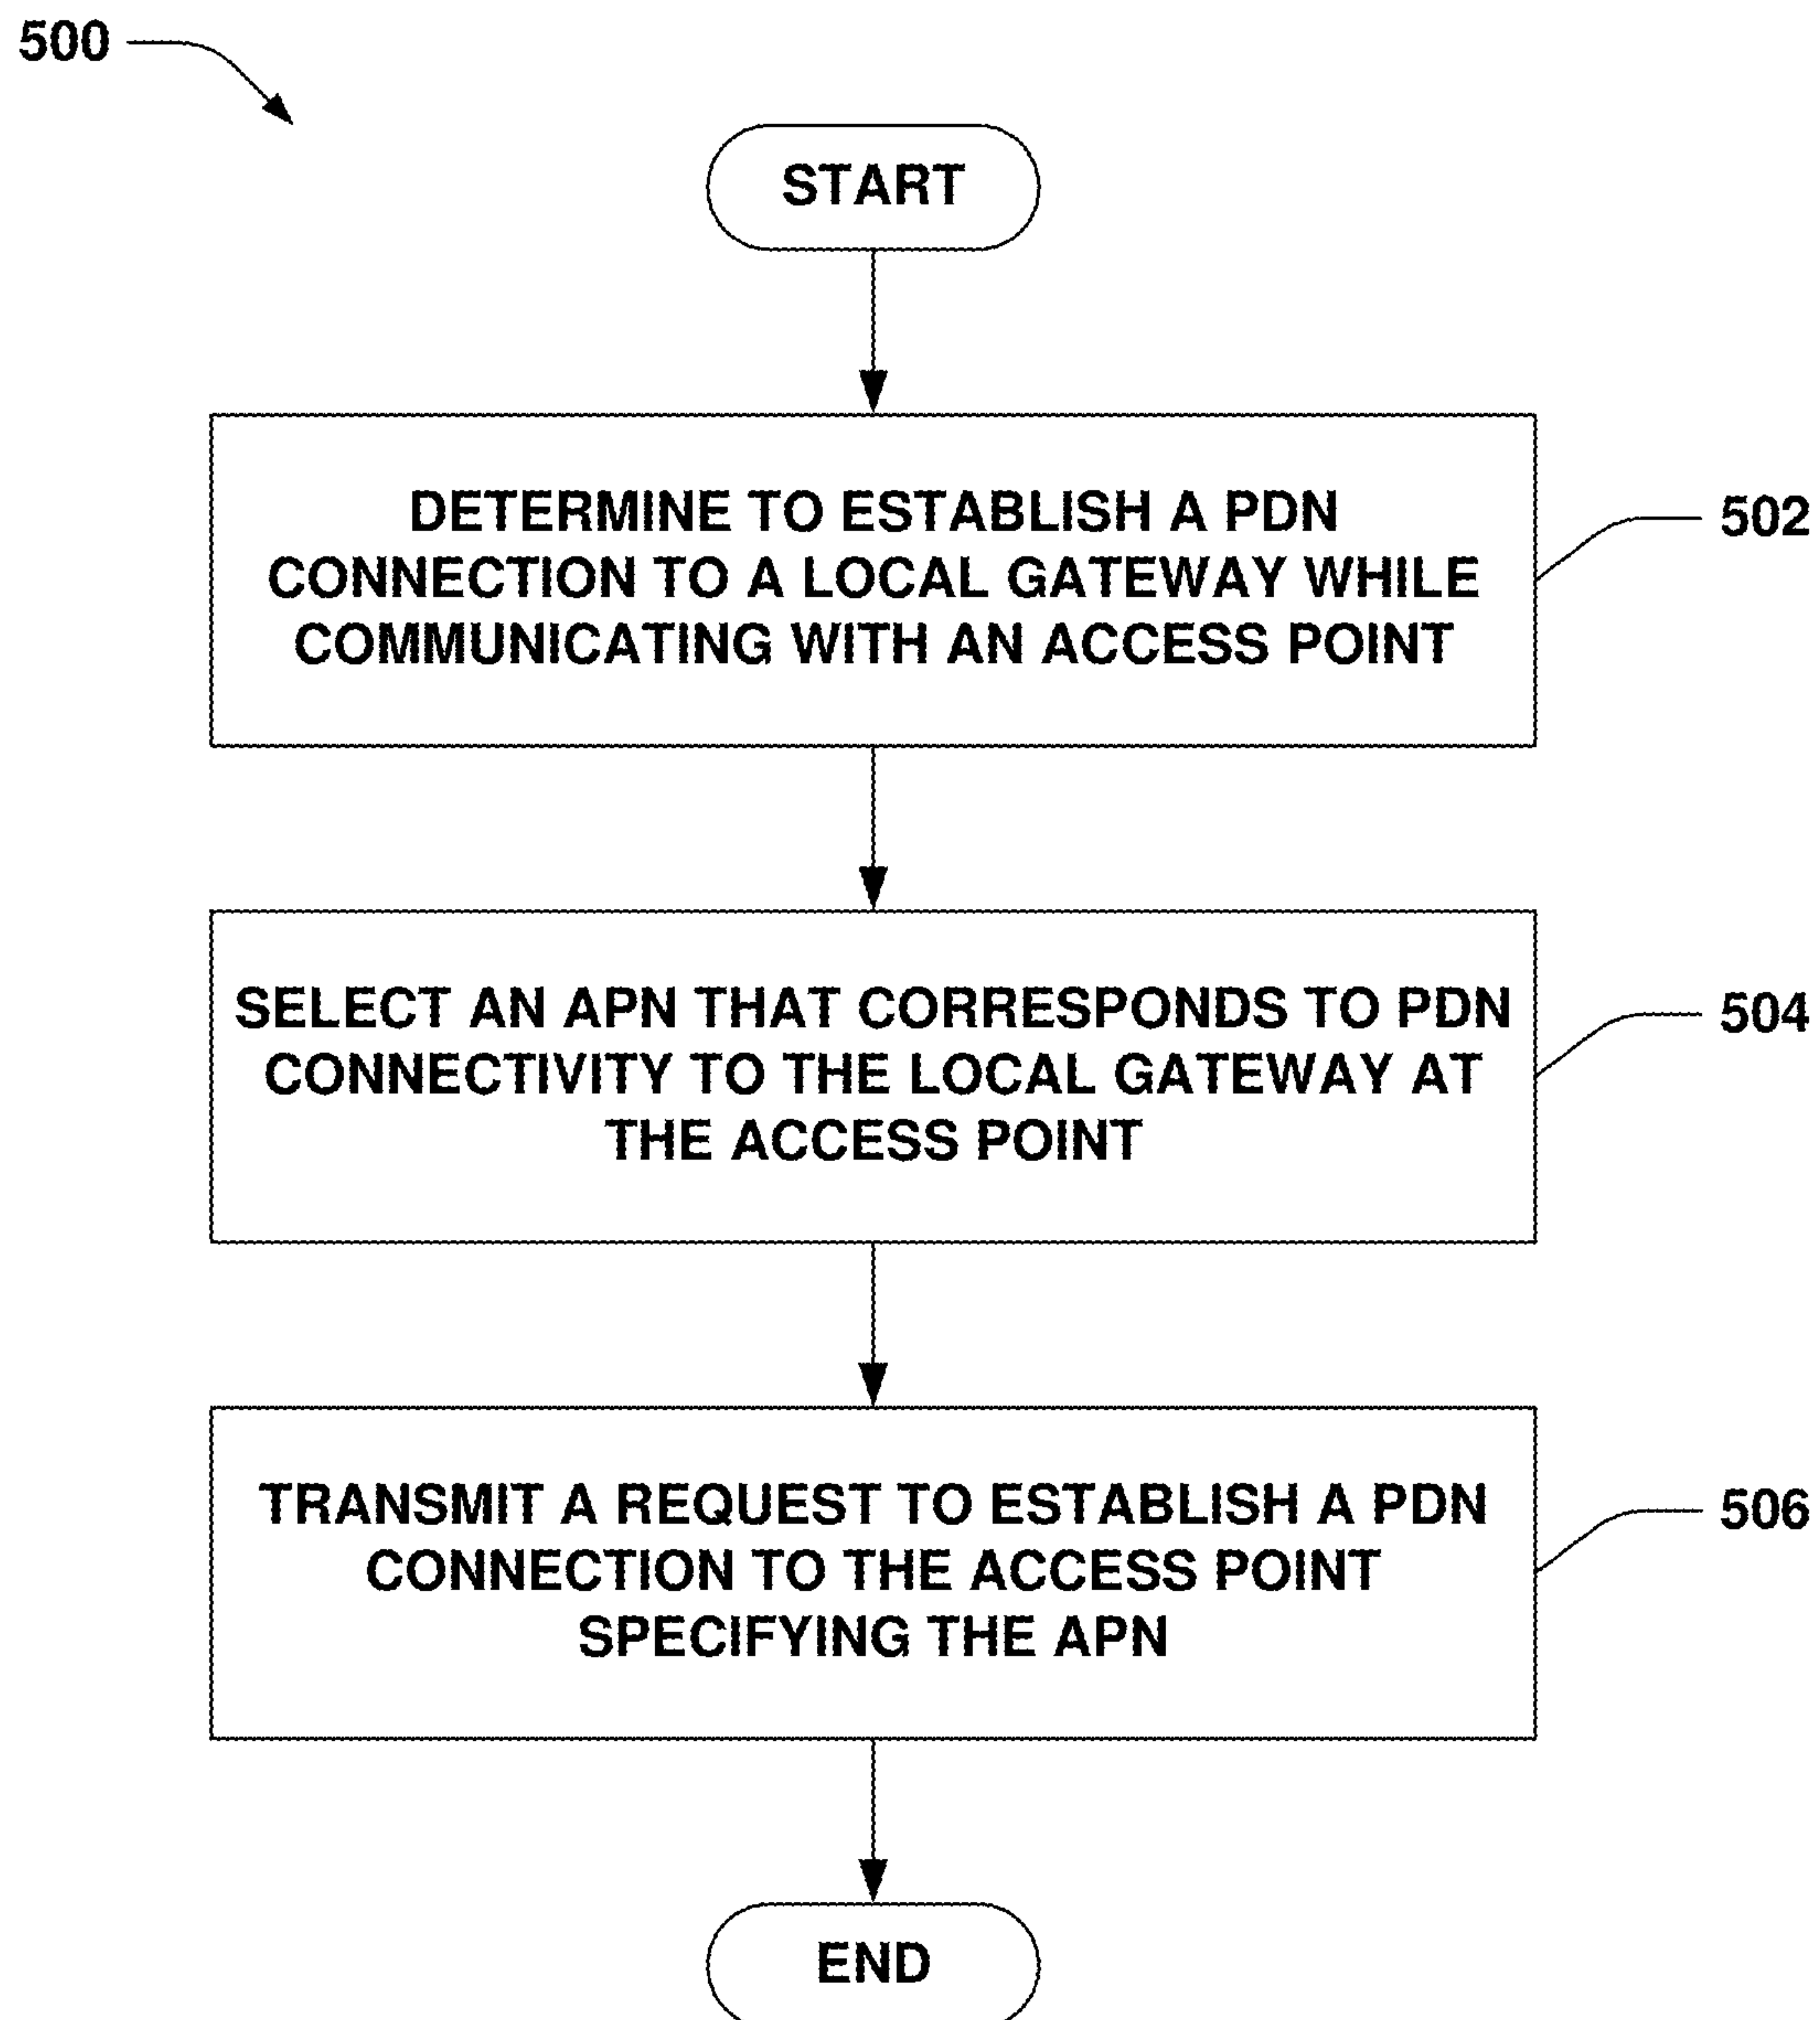 500
START
DETERMINE TO ESTABLISH A PDN
CONNECTION TO A LOCAL GATEWAY WHILE
COMMUNICATING WITH AN ACCESS POINT
502
SELECT AN APN THAT CORRESPONDS TO PDN
CONNECTIVITY TO THE LOCAL GATEWAY AT
THE ACCESS POINT
504
TRANSMIT A REQUEST TO ESTABLISH A PDN
CONNECTION TO THE ACCESS POINT
SPECIFYING THE APN
506
END